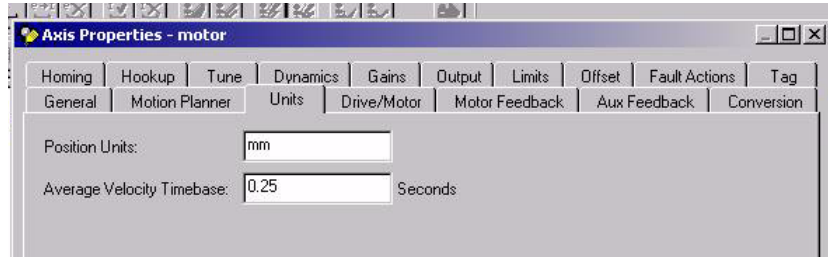 Axis Properties - motor
Homing Hookup Tune Dynamics Gains Output Limits Offset Fault Actions Tag
General Motion Planner Units Drive/Motor Motor Feedback Aux Feedback Conversion
Position Units: mm
Average Velocity Timebase: 0.25 Seconds